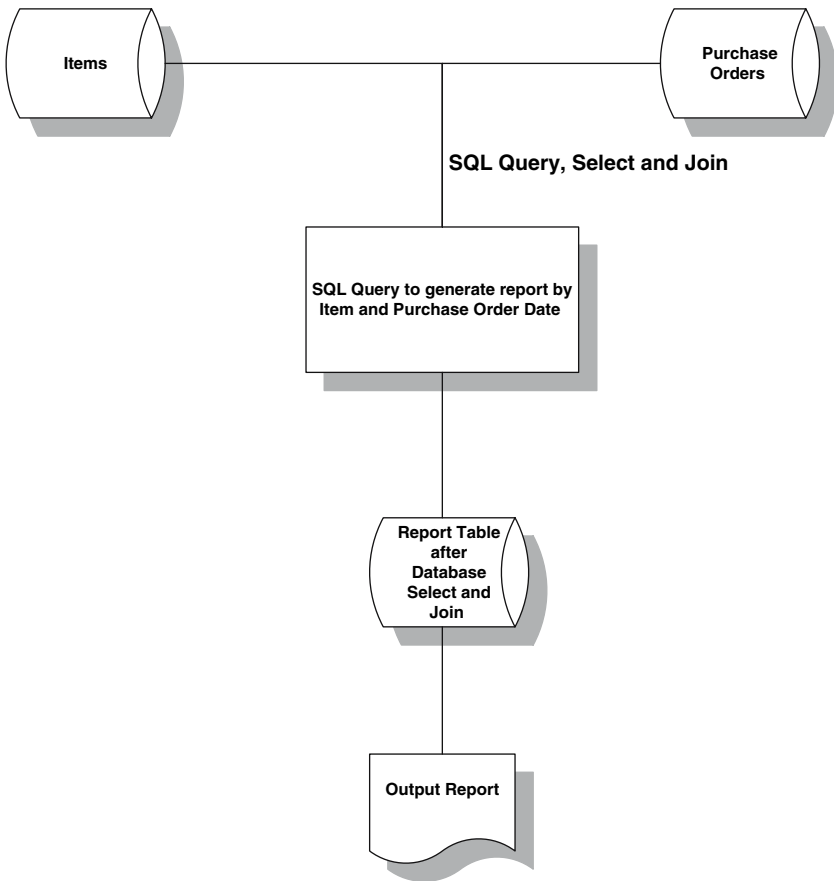 Items
Purchase
Orders
SQL Query, Select and Join
SQL Query to generate report by
Item and Purchase Order Date
Report Table
after
Database
Select and
Join
Output Report